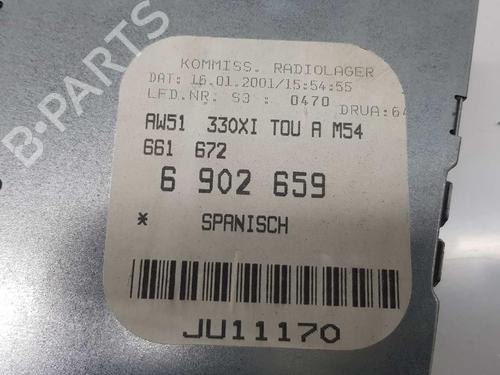 KOMMISS. RADIOLAGER
DAT: 16.01.2001/15:54:55
LFD.NR. S3 : 0470 DRUA:64
AW51 330XI TOU A M54
661 672
6 902 659
* SPANISCH
JU11170
B-PARTS